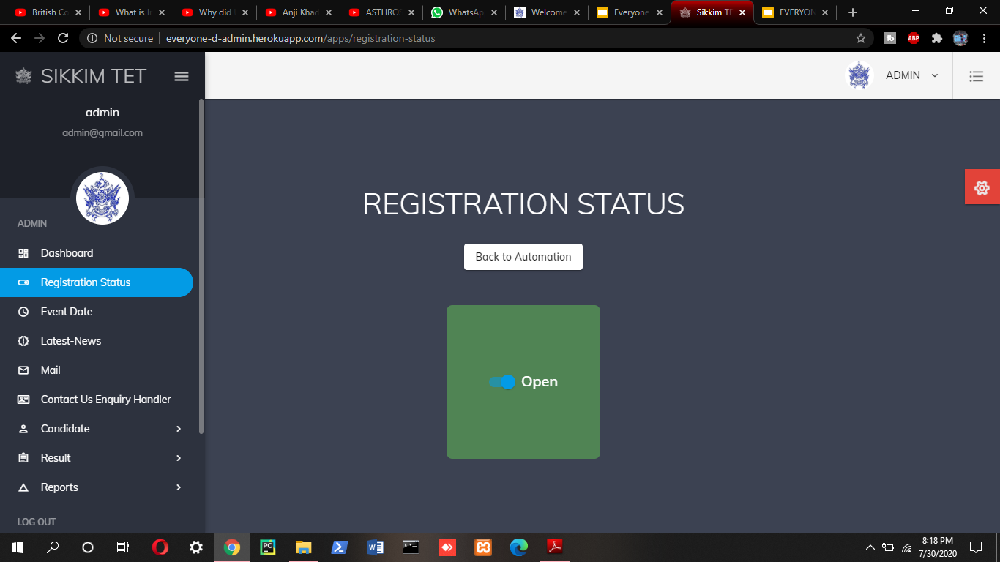 British Co
What is I
Why did
Anji Khad
ASTHROS
WhatsAp
Welcome
Everyone
Sikkim TE
EVERYON
Not secure
everyone-d-admin.herokuapp.com/apps/registration-status
ABP
SIKKIM TET
ADMIN
admin
admin@gmail.com
ADMIN
Dashboard
Registration Status
Event Date
Latest-News
Mail
Contact Us Enquiry Handler
Candidate
Result
Reports
LOG OUT
REGISTRATION STATUS
Back to Automation
Open
PC
8:18 PM
7/30/2020